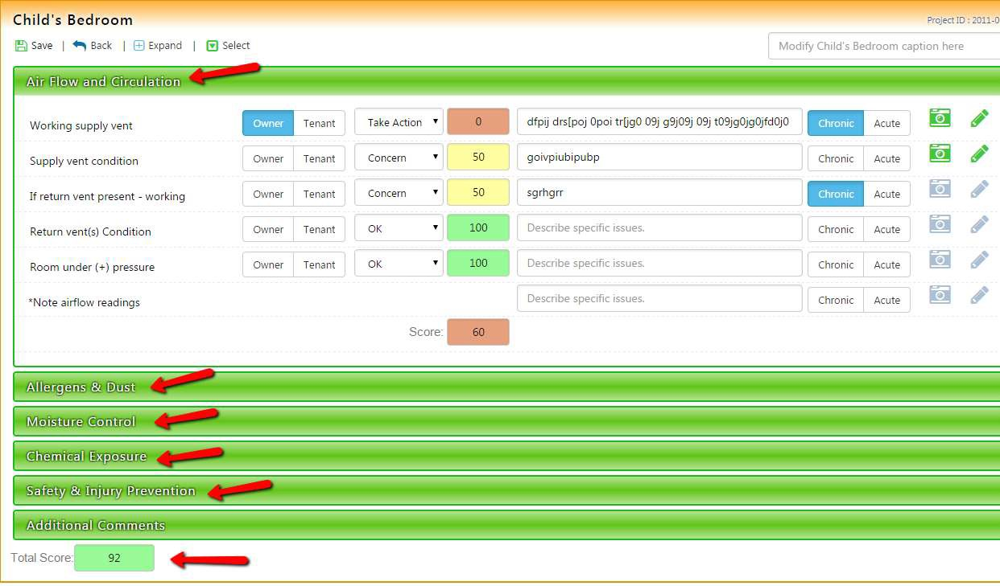 Child's Bedroom
Project ID : 2011-0
Save | Back | Expand | Select
Modify Child's Bedroom caption here
Air Flow and Circulation
Working supply vent Owner Tenant Take Action 0 dfpij drs[poj 0poi tr[jg0 09j g9j09j 09j t09jg0jg0jfd0j0 Chronic Acute
Supply vent condition Owner Tenant Concern 50 goivpiubipubp Chronic Acute
If return vent present - working Owner Tenant Concern 50 sgrhgrr Chronic Acute
Return vent(s) Condition Owner Tenant OK 100 Describe specific issues. Chronic Acute
Room under (+) pressure Owner Tenant OK 100 Describe specific issues. Chronic Acute
*Note airflow readings Describe specific issues. Chronic Acute
Score: 60
Allergens & Dust
Moisture Control
Chemical Exposure
Safety & Injury Prevention
Additional Comments
Total Score: 92